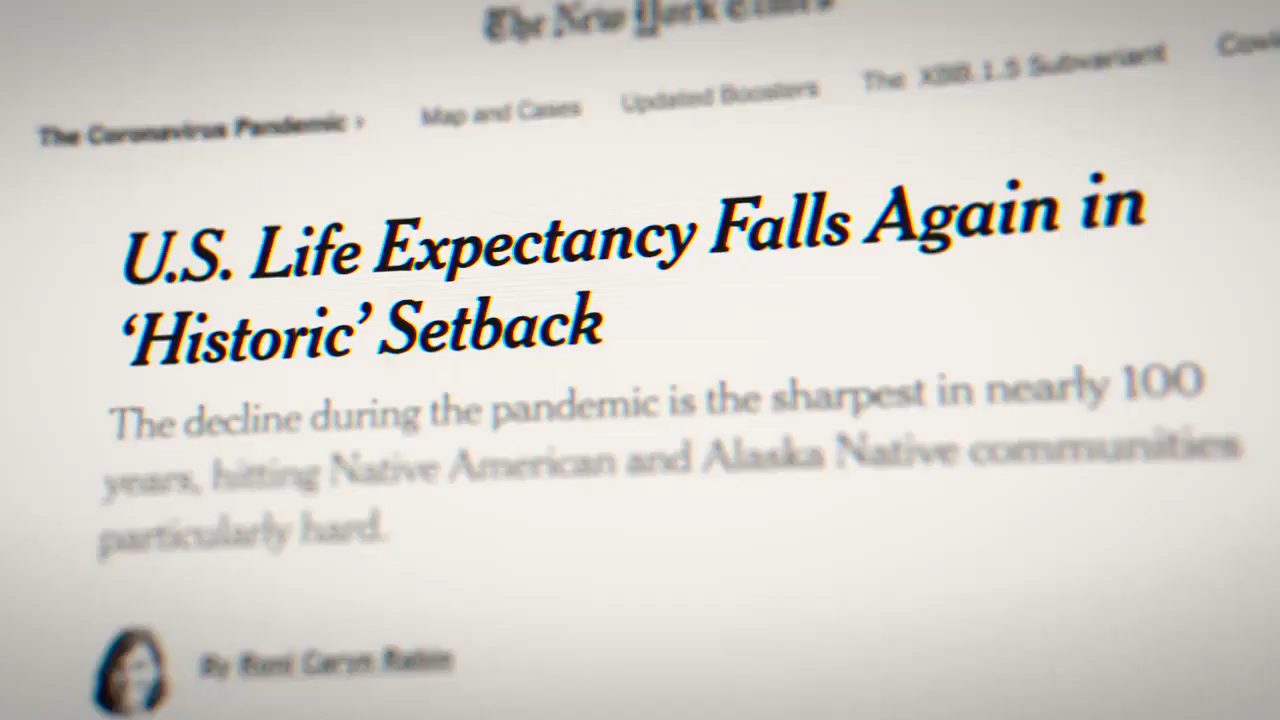 The New York Times
The Coronavirus Pandemic › Map and Cases Updated Boosters The XBB.1.5 Subvariant
U.S. Life Expectancy Falls Again in
‘Historic’ Setback
The decline during the pandemic is the sharpest in nearly 100
years, hitting Native American and Alaska Native communities
particularly hard.
By Roni Caryn Rabin